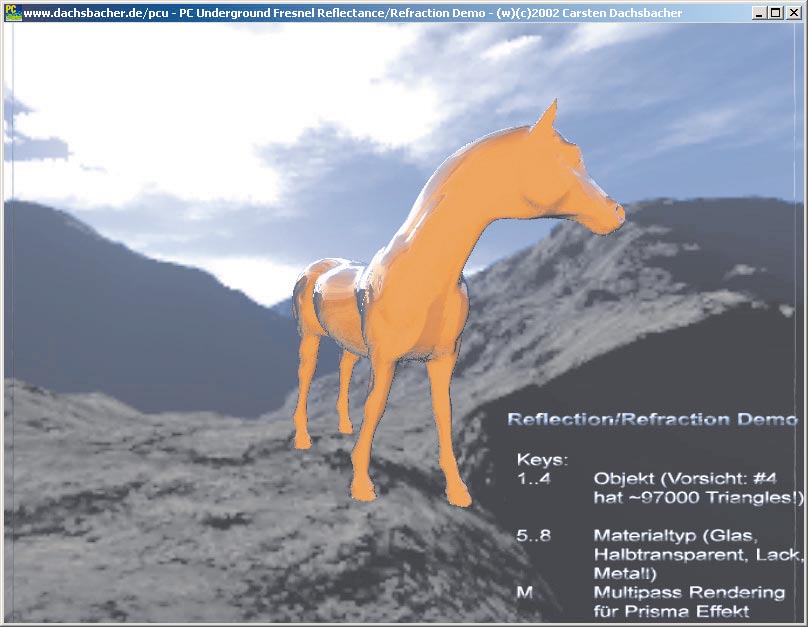 www.dachsbacher.de/pcu - PC Underground Fresnel Reflectance/Refraction Demo - (w)(c)2002 Carsten Dachsbacher
Reflection/Refraction Demo
Keys:
1..4 Objekt (Vorsicht: #4
hat ~97000 Triangles!)
5..8 Materialtyp (Glas,
Halbtransparent, Lack,
Metall)
M Multipass Rendering
für Prisma Effekt